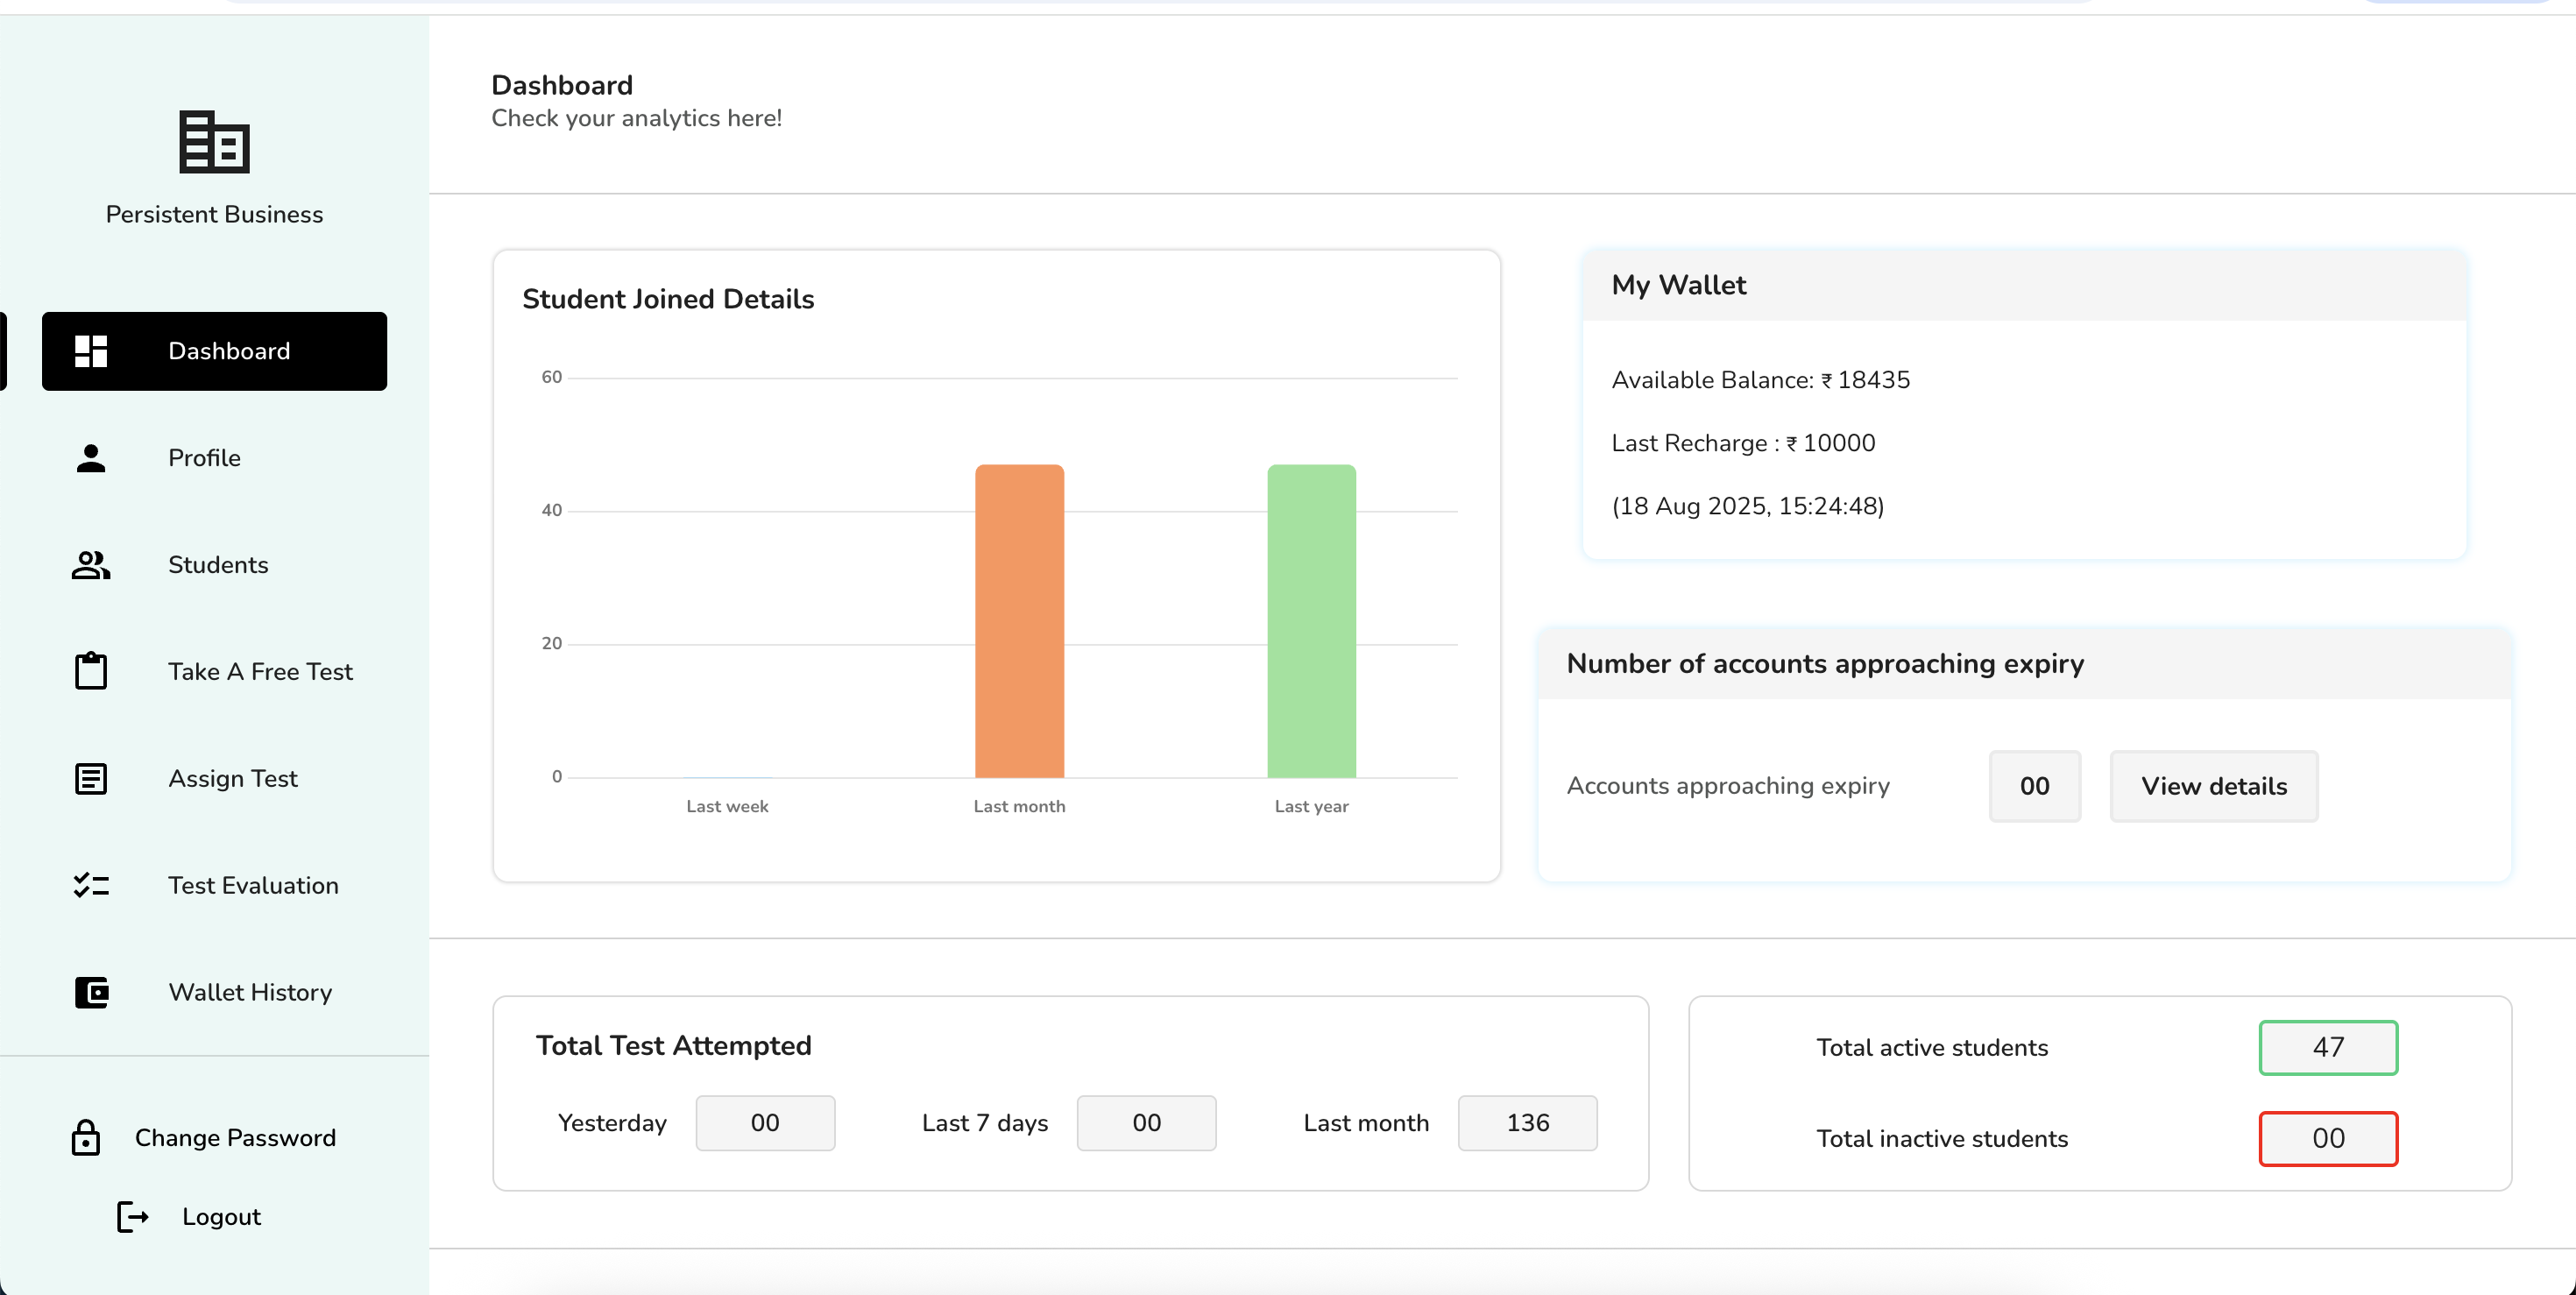 Persistent Business
Dashboard
Profile
Students
Take A Free Test
Assign Test
Test Evaluation
Wallet History
Change Password
Logout
Dashboard
Check your analytics here!
Student Joined Details
60
40
20
0
Last week Last month Last year
My Wallet
Available Balance: ₹ 18435
Last Recharge : ₹ 10000
(18 Aug 2025, 15:24:48)
Number of accounts approaching expiry
Accounts approaching expiry 00 View details
Total Test Attempted
Yesterday 00 Last 7 days 00 Last month 136
Total active students 47
Total inactive students 00